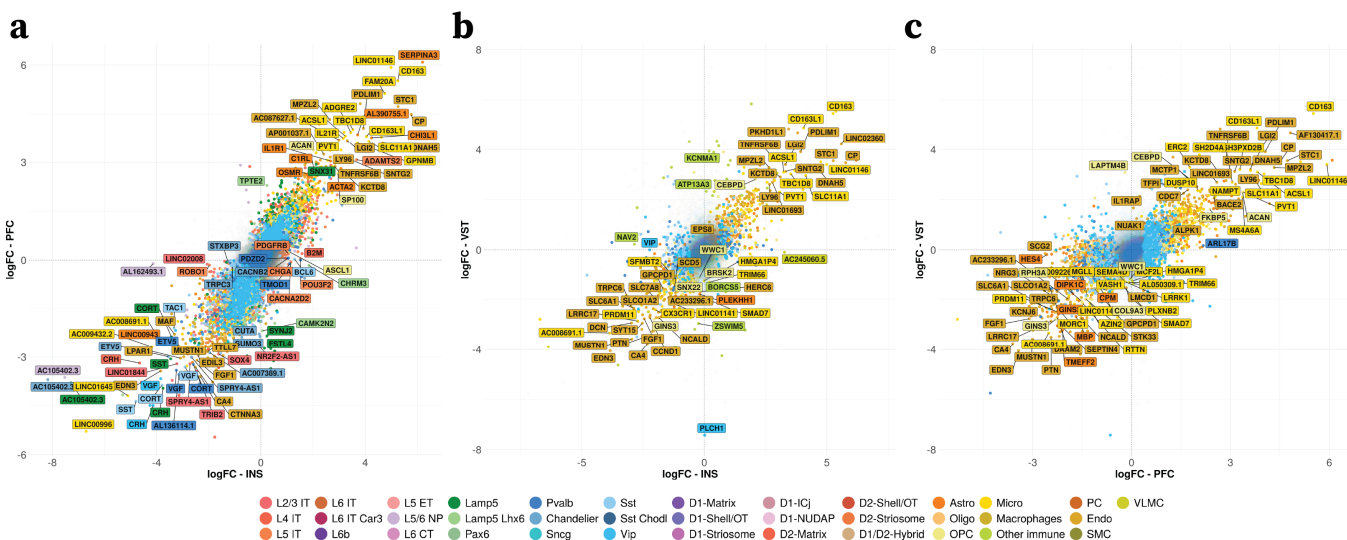 a
b
c
logFC - PFC
6
3
0
-3
-6
-8
-4
0
4
logFC - INS
SERPINA3
LINC01146
CD163
FAM20A
PDLIM1
STC1
MPZL2
ADGRE2
AL390755.1
AC087627.1
ACSL1
TBC1D8
CP
AP001037.1
IL21R
CD163L1
CHI3L1
ACAN
PVT1
LGI2
SLC11A1
DNAH5
IL1R1
C1RL
LY96
ADAMTS2
GPNMB
OSMR
SNX31
TNFRSF6B
SNTG2
TPTE2
ACTA2
KCTD8
SP100
STXBP3
PDGFRB
B2M
LINC02008
PDZD2
AL162493.1
ROBO1
CACNB2
CHGA
BCL6
ASCL1
TRPC3
TMOD1
POU3F2
CHRM3
CACNA2D2
CORT
TAC1
AC008691.1
MAF
CAMK2N2
AC009432.2
LINC00943
CUTA
SYNJ2
ETV5
SUMO3
FSTL4
ETV5
LPAR1
MUSTN1
TTLL7
NR2F2-AS1
CRH
SST
EDIL3
SOX4
AC105402.3
LINC01844
VGF
FGF1
AC007389.1
AC105402.3
LINC01645
EDN3
VGF
VGF
CORT
SPRY4-AS1
AC105402.3
CORT
SPRY4-AS1
CA4
SST
CRH
TRIB2
CTNNA3
LINC00996
CRH
AL136114.1
logFC - VST
8
4
0
-4
-8
-5
0
5
logFC - INS
CD163
CD163L1
PKHD1L1
PDLIM1
TNFRSF6B
LGI2
LINC02360
KCNMA1
MPZL2
ACSL1
STC1
CP
KCTD8
SNTG2
LINC01146
ATP13A3
CEBPD
TBC1D8
DNAH5
LY96
PVT1
SLC11A1
LINC01693
EPS8
NAV2
VIP
WWC1
SFMBT2
SCD5
HMGA1P4
AC245060.5
GPCPD1
BRSK2
TRIM66
TRPC6
SLC7A8
SNX22
BORCS5
HERC6
SLC6A1
SLCO1A2
AC233296.1
PLEKHH1
LRRC17
PRDM11
CX3CR1
LINC01141
SMAD7
DCN
GINS3
ZSWIM5
AC008691.1
SYT15
MUSTN1
PTN
FGF1
NCALD
EDN3
CA4
CCND1
PLCH1
logFC - VST
8
4
0
-4
-8
-3
0
3
6
logFC - PFC
CD163
CD163L1
PDLIM1
TNFRSF6B
LGI2
AF130417.1
ERC2
SH2D4A
SH3PXD2B
CP
CEBPD
KCTD8
SNTG2
DNAH5
STC1
LAPTM4B
MCTP1
LINC01693
MPZL2
TFPI
DUSP10
LY96
TBC1D8
LINC01146
NAMPT
SLC11A1
ACSL1
IL1RAP
CDC7
BACE2
PVT1
FKBP5
ACAN
NUAK1
ALPK1
MS4A6A
SCG2
ARL17B
AC233296.1
HES4
WWC1
NRG3
RPH3A
MGLL
SEMA4D
MCF2L
HMGA1P4
SLC6A1
SLCO1A2
DIPK1C
VASH1
AL050309.1
TRIM66
PRDM11
TRPC6
CPM
LMCD1
LRRK1
KCNJ6
GINS
COL9A3
PLXNB2
FGF1
GINS3
MORC1
AZIN2
GPCPD1
SMAD7
LRRC17
MBP
NCALD
STK33
CA4
AC008691.1
DAAM2
SEPTIN4
RTTN
MUSTN1
TMEFF2
EDN3
PTN
L2/3 IT
L6 IT
L5 ET
Lamp5
Pvalb
Sst
D1-Matrix
D1-ICj
D2-Shell/OT
Astro
Micro
PC
VLMC
L4 IT
L6 IT Car3
L5/6 NP
Lamp5 Lhx6
Chandelier
Sst Chodl
D1-Shell/OT
D1-NUDAP
D2-Striosome
Oligo
Macrophages
Endo
L5 IT
L6b
L6 CT
Pax6
Sncg
Vip
D1-Striosome
D2-Matrix
D1/D2-Hybrid
OPC
Other immune
SMC